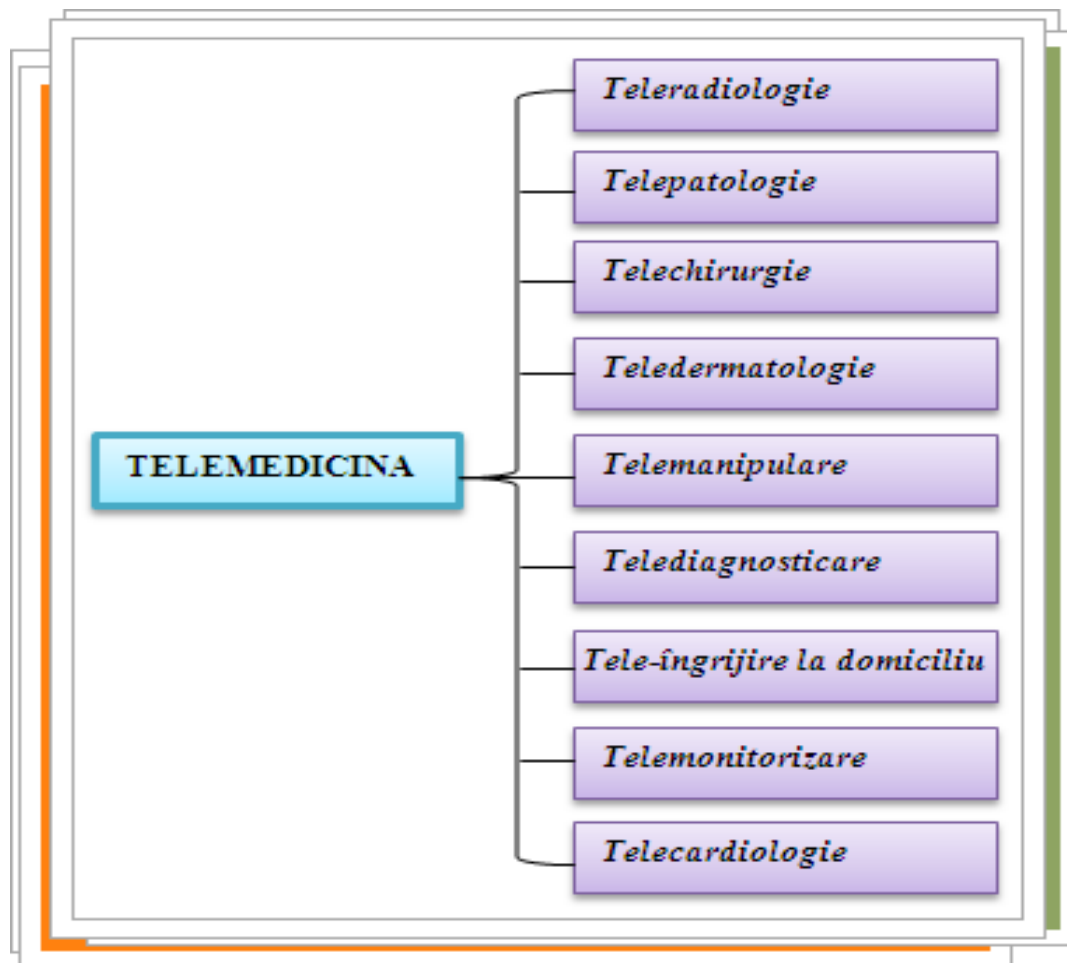 Teleradiologie
Telepatologie
Telechirurgie
Teledermatologie
TELEMEDICINA
Telemanipulare
Telediagnosticare
Tele-îngrijire la domiciliu
Telemonitorizare
Telecardiologie